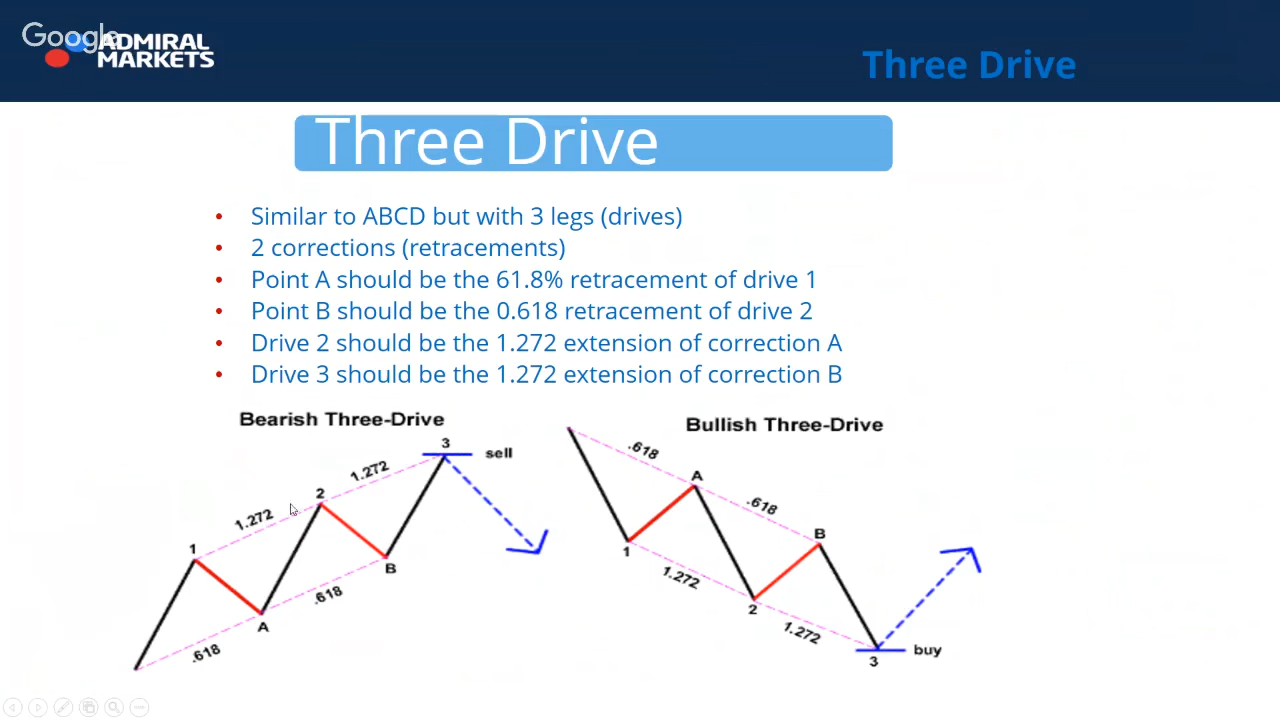 Google
ADMIRAL
MARKETS
Three Drive
Three Drive
• Similar to ABCD but with 3 legs (drives)
• 2 corrections (retracements)
• Point A should be the 61.8% retracement of drive 1
• Point B should be the 0.618 retracement of drive 2
• Drive 2 should be the 1.272 extension of correction A
• Drive 3 should be the 1.272 extension of correction B
Bearish Three-Drive
3
sell
1.272
2
1.272
1
B
.618
A
.618
Bullish Three-Drive
.618
A
.618
B
1
1.272
2
1.272
buy
3